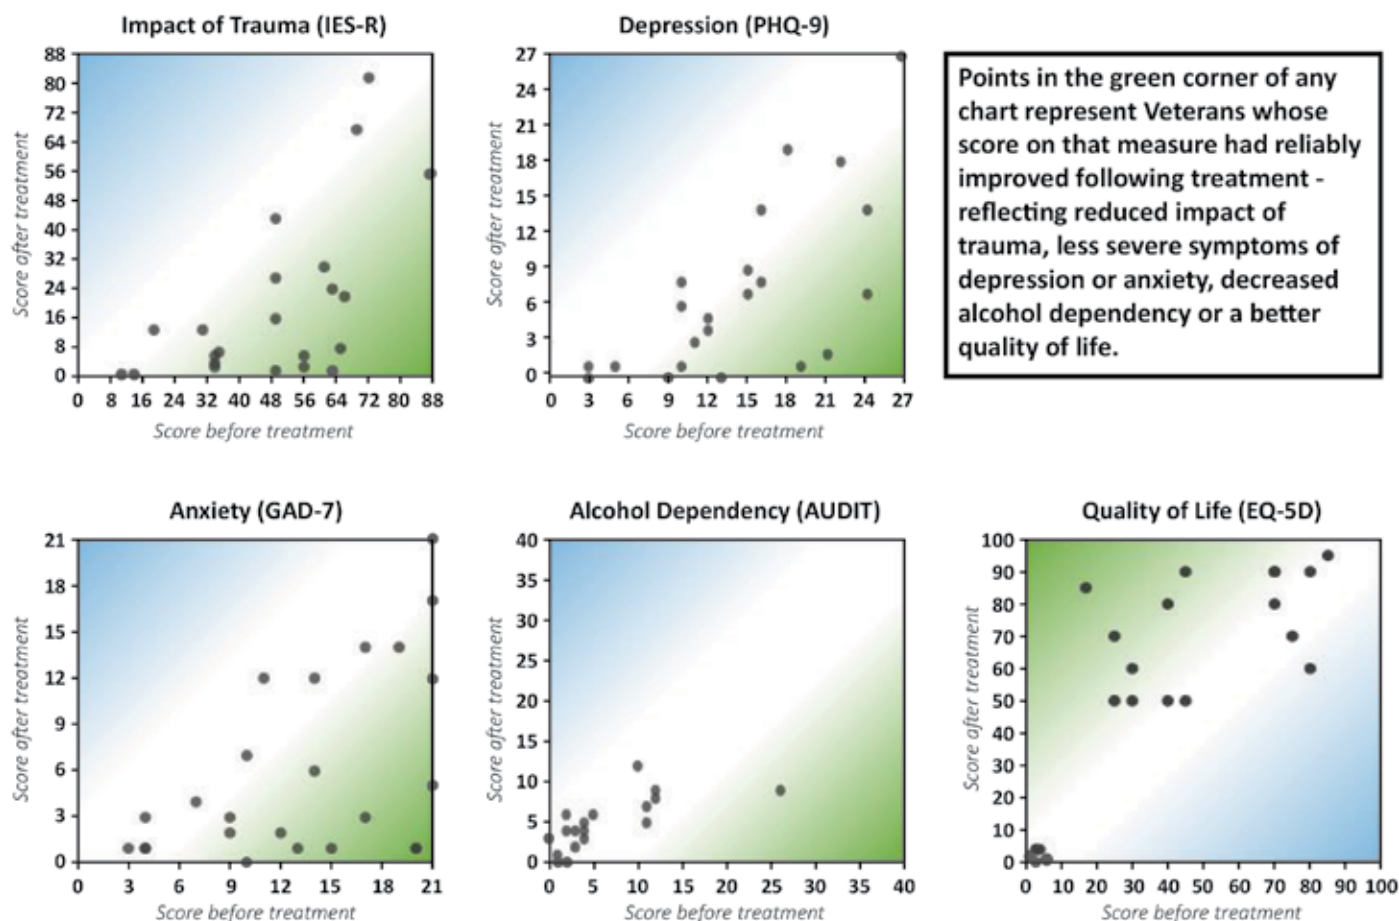 Impact of Trauma (IES-R)
88
80
72
64
56
48
40
32
24
16
8
0
Score after treatment
0 8 16 24 32 40 48 56 64 72 80 88
Score before treatment
Depression (PHQ-9)
27
24
21
18
15
12
9
6
3
0
Score after treatment
0 3 6 9 12 15 18 21 24 27
Score before treatment
Points in the green corner of any
chart represent Veterans whose
score on that measure had reliably
improved following treatment -
reflecting reduced impact of
trauma, less severe symptoms of
depression or anxiety, decreased
alcohol dependency or a better
quality of life.
Anxiety (GAD-7)
21
18
15
12
9
6
3
0
Score after treatment
0 3 6 9 12 15 18 21
Score before treatment
Alcohol Dependency (AUDIT)
40
35
30
25
20
15
10
5
0
Score after treatment
0 5 10 15 20 25 30 35 40
Score before treatment
Quality of Life (EQ-5D)
100
90
80
70
60
50
40
30
20
10
0
Score after treatment
0 10 20 30 40 50 60 70 80 90 100
Score before treatment